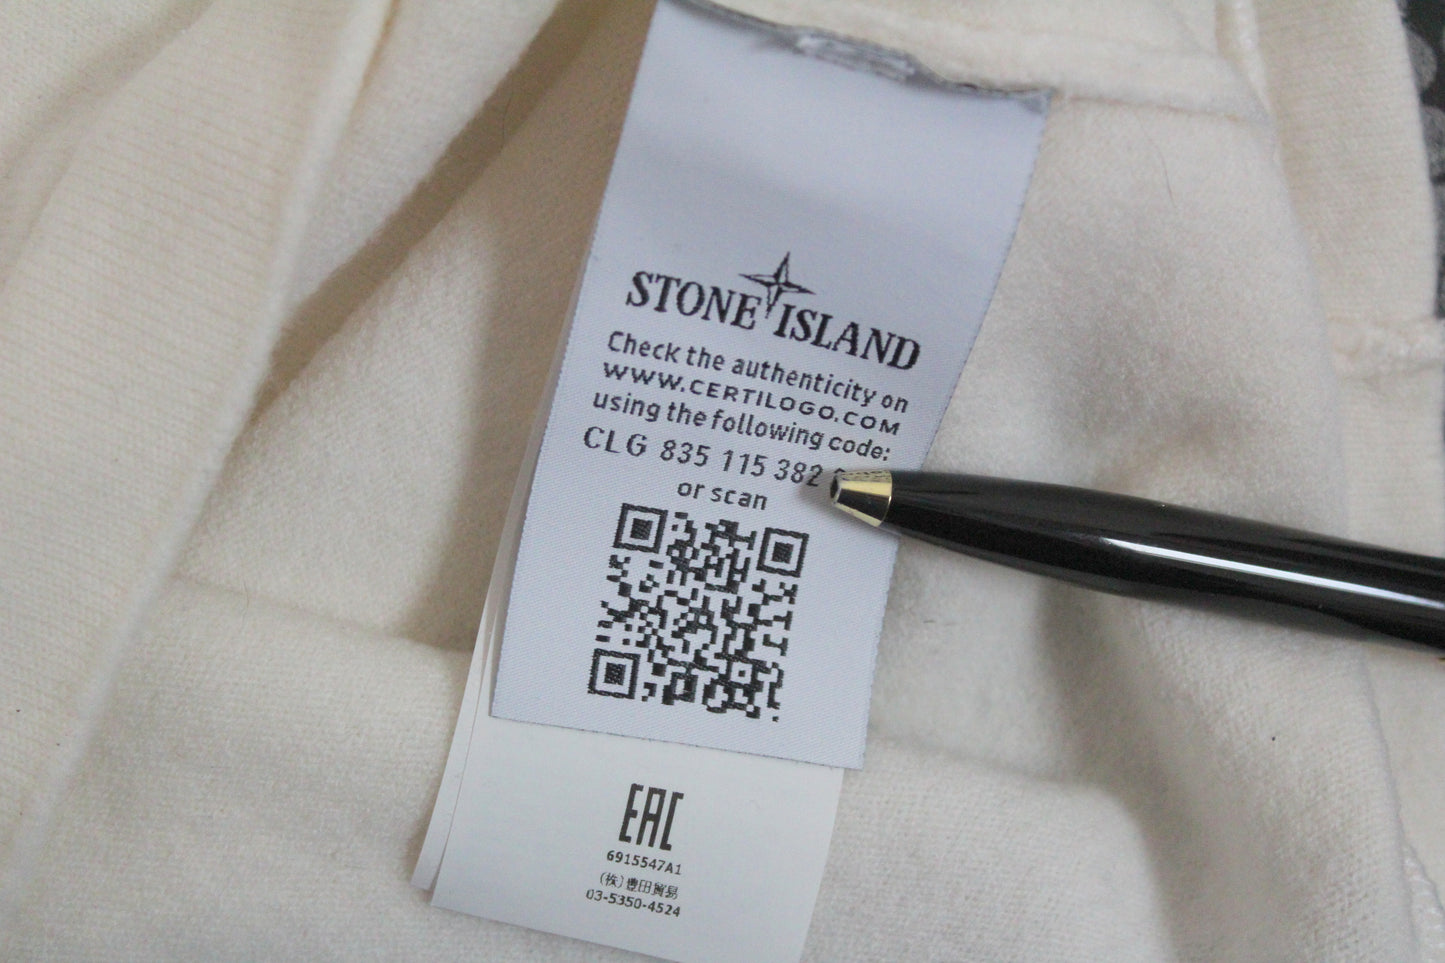 STONE ISLAND
Check the authenticity on
WWW.CERTILOGO.COM
using the following code:
CLG 835 115 382
or scan
EAC
6915547A1
(株)豊田貿易
03-5350-4524